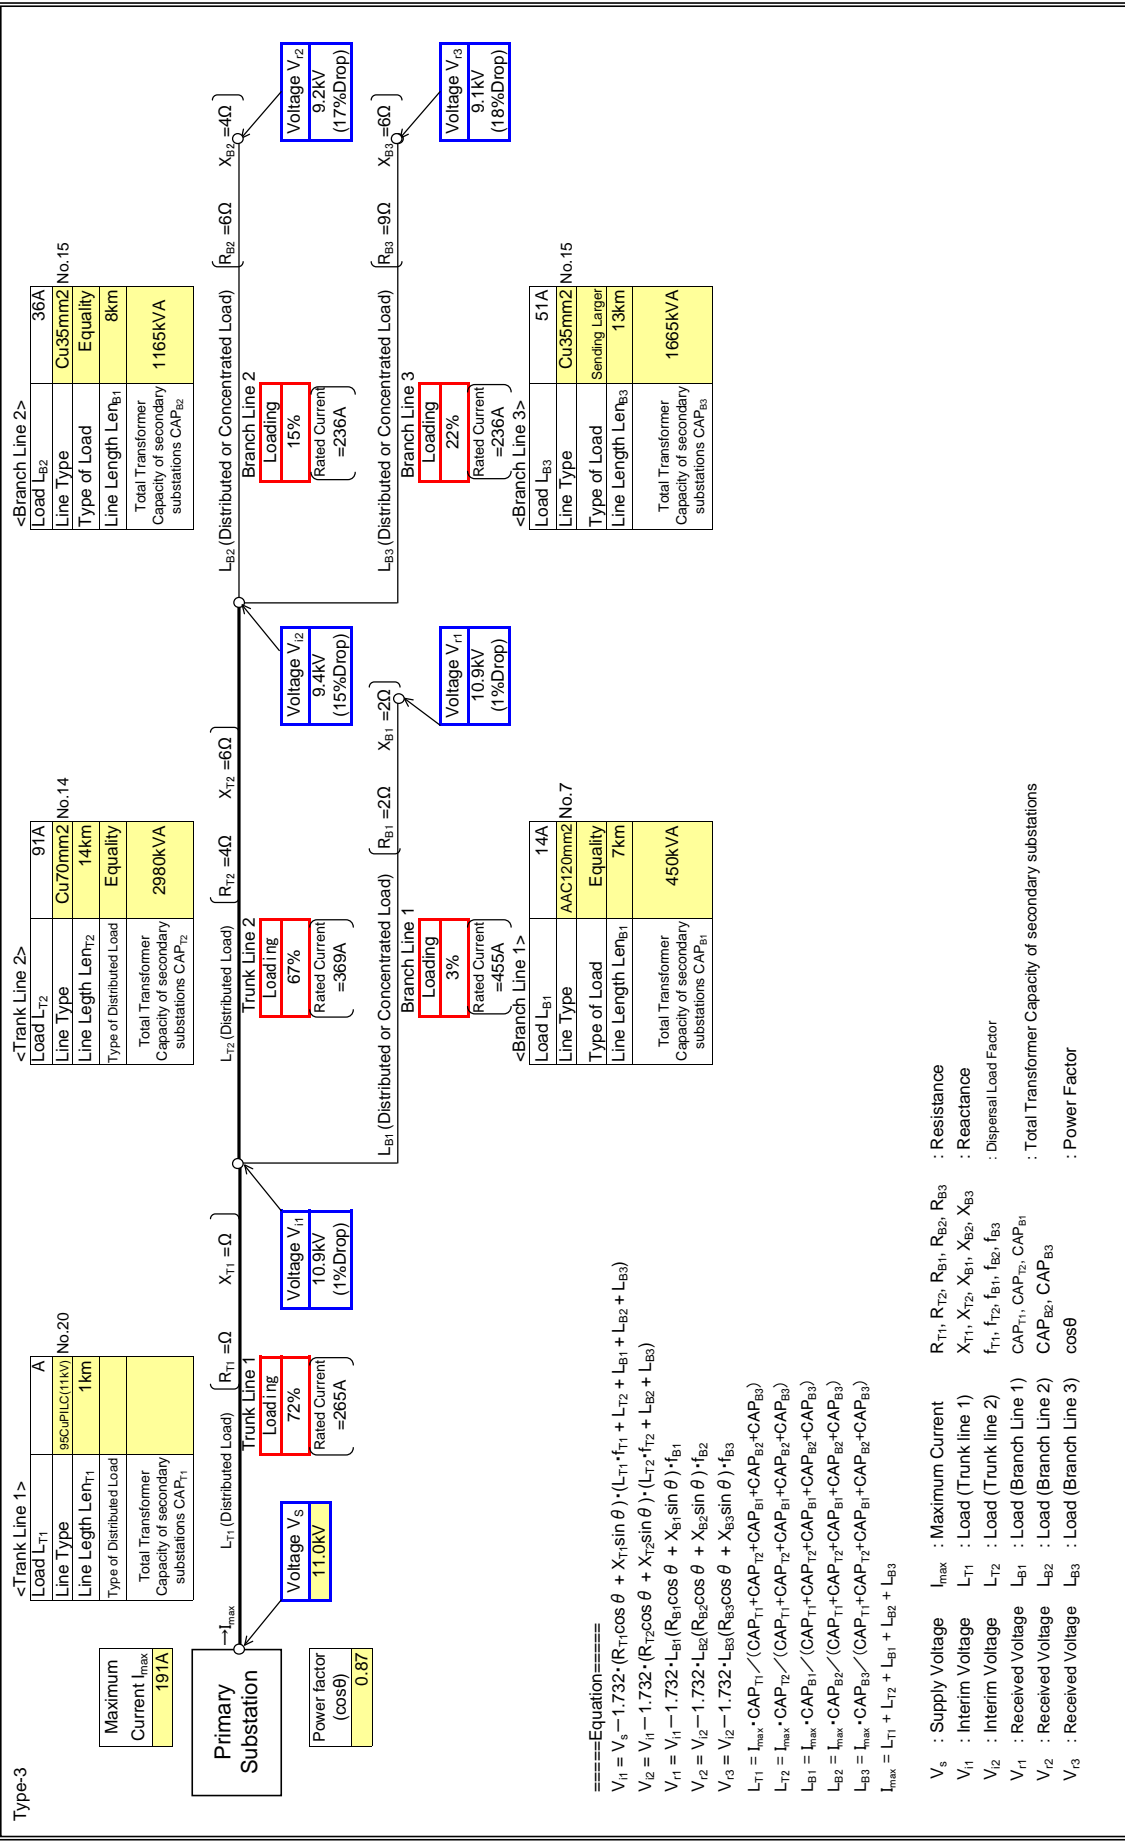 Type-3
Maximum
Current Imax
191A
Primary
Substation
Power factor
(cosθ)
0.87
→Imax
Voltage VS
11.0kV
<Trank Line 1>
Load LT1 A
Line Type 95CuPILC(11kV) No.20
Line Legth LenT1 1km
Type of Distributed Load
Total Transformer
Capacity of secondary
substations CAPT1
LT1 (Distributed Load)
RT1 =Ω XT1 =Ω
Trunk Line 1
Loading
72%
Rated Current
=265A
Voltage Vi1
10.9kV
(1%Drop)
<Trank Line 2>
Load LT2 91A
Line Type Cu70mm2 No.14
Line Legth LenT2 14km
Type of Distributed Load Equality
Total Transformer
Capacity of secondary
substations CAPT2
2980kVA
LT2 (Distributed Load)
RT2 =4Ω XT2 =6Ω
Trunk Line 2
Loading
67%
Rated Current
=369A
Voltage Vi2
9.4kV
(15%Drop)
LB1 (Distributed or Concentrated Load)
RB1 =2Ω XB1 =2Ω
Branch Line 1
Loading
3%
Rated Current
=455A
Voltage Vr1
10.9kV
(1%Drop)
<Branch Line 1>
Load LB1 14A
Line Type AAC120mm2 No.7
Type of Load Equality
Line Length LenB1 7km
Total Transformer
Capacity of secondary
substations CAPB1
450kVA
<Branch Line 2>
Load LB2 36A
Line Type Cu35mm2 No.15
Type of Load Equality
Line Length LenB1 8km
Total Transformer
Capacity of secondary
substations CAPB2
1165kVA
LB2 (Distributed or Concentrated Load)
RB2 =6Ω XB2 =4Ω
Branch Line 2
Loading
15%
Rated Current
=236A
Voltage Vr2
9.2kV
(17%Drop)
LB3 (Distributed or Concentrated Load)
RB3 =9Ω XB3 =6Ω
Branch Line 3
Loading
22%
Rated Current
=236A
Voltage Vr3
9.1kV
(18%Drop)
<Branch Line 3>
Load LB3 51A
Line Type Cu35mm2 No.15
Type of Load Sending Larger
Line Length LenB3 13km
Total Transformer
Capacity of secondary
substations CAPB3
1665kVA
=====Equation=====
Vi1 = Vs－1.732・(RT1cos θ + XT1sin θ)・(LT1・fT1 + LT2 + LB1 + LB2 + LB3)
Vi2 = Vi1－1.732・(RT2cos θ + XT2sin θ)・(LT2・fT2 + LB2 + LB3)
Vr1 = Vi1－1.732・LB1(RB1cos θ + XB1sin θ)・fB1
Vr2 = Vi2－1.732・LB2(RB2cos θ + XB2sin θ)・fB2
Vr3 = Vi2－1.732・LB3(RB3cos θ + XB3sin θ)・fB3
LT1 = Imax・CAPT1／(CAPT1+CAPT2+CAPB1+CAPB2+CAPB3)
LT2 = Imax・CAPT2／(CAPT1+CAPT2+CAPB1+CAPB2+CAPB3)
LB1 = Imax・CAPB1／(CAPT1+CAPT2+CAPB1+CAPB2+CAPB3)
LB2 = Imax・CAPB2／(CAPT1+CAPT2+CAPB1+CAPB2+CAPB3)
LB3 = Imax・CAPB3／(CAPT1+CAPT2+CAPB1+CAPB2+CAPB3)
Imax = LT1 + LT2 + LB1 + LB2 + LB3
Vs : Supply Voltage Imax : Maximum Current RT1, RT2, RB1, RB2, RB3 : Resistance
Vi1 : Interim Voltage LT1 : Load (Trunk line 1) XT1, XT2, XB1, XB2, XB3 : Reactance
Vi2 : Interim Voltage LT2 : Load (Trunk line 2) fT1, fT2, fB1, fB2, fB3 : Dispersal Load Factor
Vr1 : Received Voltage LB1 : Load (Branch Line 1) CAPT1, CAPT2, CAPB1 : Total Transformer Capacity of secondary substations
Vr2 : Received Voltage LB2 : Load (Branch Line 2) CAPB2, CAPB3
Vr3 : Received Voltage LB3 : Load (Branch Line 3) cosθ : Power Factor